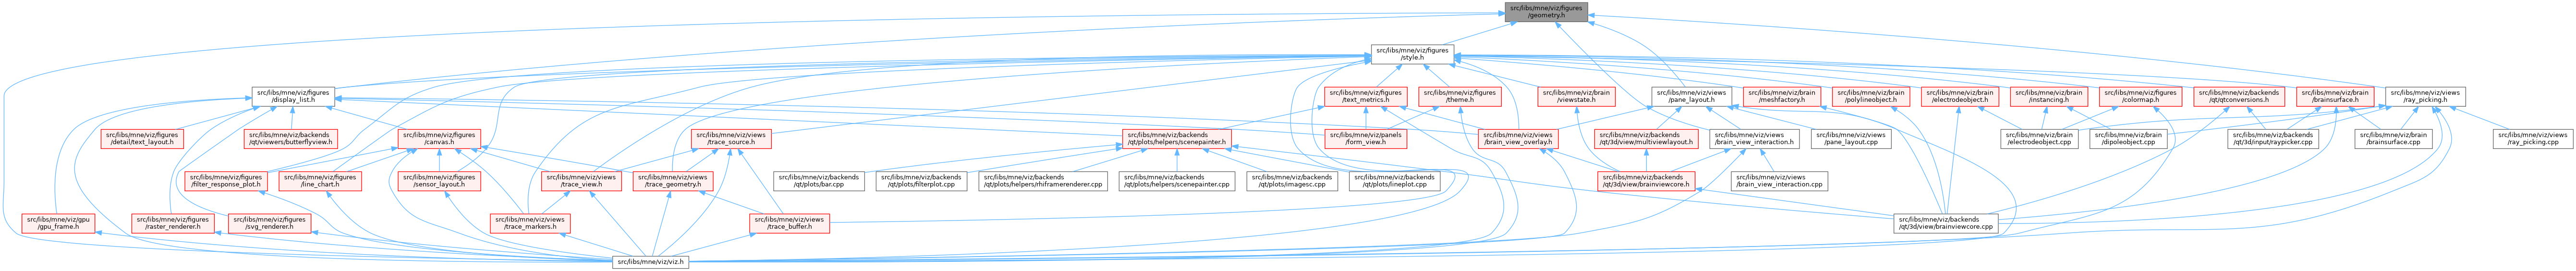 src/libs/mne/viz/figures
/geometry.h
src/libs/mne/viz/figures
/style.h
src/libs/mne/viz/figures
/display_list.h
src/libs/mne/viz/figures
/text_metrics.h
src/libs/mne/viz/figures
/theme.h
src/libs/mne/viz/brain
/viewstate.h
src/libs/mne/viz/views
/pane_layout.h
src/libs/mne/viz/brain
/meshfactory.h
src/libs/mne/viz/brain
/polylineobject.h
src/libs/mne/viz/brain
/electrodeobject.h
src/libs/mne/viz/brain
/instancing.h
src/libs/mne/viz/figures
/colormap.h
src/libs/mne/viz/backends
/qt/qtconversions.h
src/libs/mne/viz/brain
/brainsurface.h
src/libs/mne/viz/views
/ray_picking.h
src/libs/mne/viz/figures
/detail/text_layout.h
src/libs/mne/viz/backends
/qt/viewers/butterflyview.h
src/libs/mne/viz/figures
/canvas.h
src/libs/mne/viz/views
/trace_source.h
src/libs/mne/viz/backends
/qt/plots/helpers/scenepainter.h
src/libs/mne/viz/panels
/form_view.h
src/libs/mne/viz/views
/brain_view_overlay.h
src/libs/mne/viz/backends
/qt/3d/view/multiviewlayout.h
src/libs/mne/viz/views
/brain_view_interaction.h
src/libs/mne/viz/views
/pane_layout.cpp
src/libs/mne/viz/brain
/electrodeobject.cpp
src/libs/mne/viz/brain
/dipoleobject.cpp
src/libs/mne/viz/backends
/qt/3d/input/raypicker.cpp
src/libs/mne/viz/brain
/brainsurface.cpp
src/libs/mne/viz/views
/ray_picking.cpp
src/libs/mne/viz/figures
/filter_response_plot.h
src/libs/mne/viz/figures
/line_chart.h
src/libs/mne/viz/figures
/sensor_layout.h
src/libs/mne/viz/views
/trace_view.h
src/libs/mne/viz/views
/trace_geometry.h
src/libs/mne/viz/backends
/qt/plots/bar.cpp
src/libs/mne/viz/backends
/qt/plots/filterplot.cpp
src/libs/mne/viz/backends
/qt/plots/helpers/rhiframerenderer.cpp
src/libs/mne/viz/backends
/qt/plots/helpers/scenepainter.cpp
src/libs/mne/viz/backends
/qt/plots/imagesc.cpp
src/libs/mne/viz/backends
/qt/plots/lineplot.cpp
src/libs/mne/viz/backends
/qt/3d/view/brainviewcore.h
src/libs/mne/viz/views
/brain_view_interaction.cpp
src/libs/mne/viz/gpu
/gpu_frame.h
src/libs/mne/viz/figures
/raster_renderer.h
src/libs/mne/viz/figures
/svg_renderer.h
src/libs/mne/viz/views
/trace_markers.h
src/libs/mne/viz/views
/trace_buffer.h
src/libs/mne/viz/backends
/qt/3d/view/brainviewcore.cpp
src/libs/mne/viz/viz.h